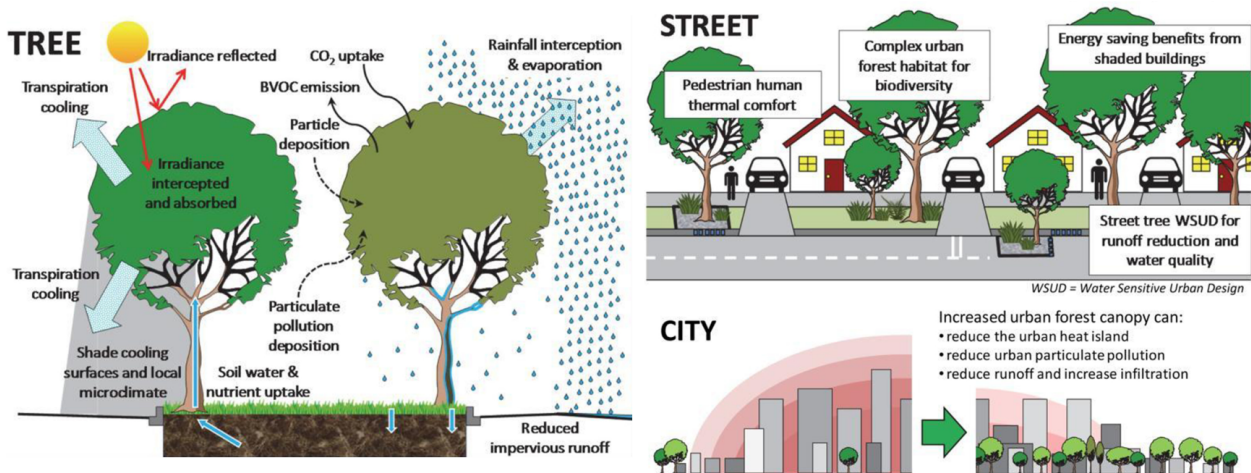 TREE
Irradiance reflected
Transpiration
cooling
Irradiance
intercepted
and absorbed
Transpiration
cooling
Shade cooling
surfaces and local
microclimate
Soil water &
nutrient uptake
CO₂ uptake
BVOC emission
Particle
deposition
Particulate
pollution
deposition
Rainfall interception
& evaporation
Reduced
impervious runoff
STREET
Pedestrian human
thermal comfort
Complex urban
forest habitat for
biodiversity
Energy saving benefits from
shaded buildings
Street tree WSUD for
runoff reduction and
water quality
WSUD = Water Sensitive Urban Design
CITY
Increased urban forest canopy can:
• reduce the urban heat island
• reduce urban particulate pollution
• reduce runoff and increase infiltration